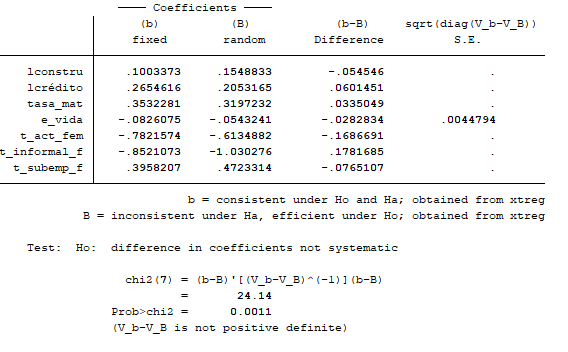 Coefficients
(b) (B) (b-B) sqrt(diag(V_b-V_B))
fixed random Difference S.E.
lconstru .1003373 .1548833 -.054546 .
lcrédito .2654616 .2053165 .0601451 .
tasa_mat .3532281 .3197232 .0335049 .
e_vida -.0826075 -.0543241 -.0282834 .0044794
t_act_fem -.7821574 -.6134882 -.1686691 .
t_informal_f -.8521073 -1.030276 .1781685 .
t_subemp_f .3958207 .4723314 -.0765107 .
b = consistent under Ho and Ha; obtained from xtreg
B = inconsistent under Ha, efficient under Ho; obtained from xtreg
Test: Ho: difference in coefficients not systematic
chi2(7) = (b-B)'[(V_b-V_B)^(-1)](b-B)
= 24.14
Prob>chi2 = 0.0011
(V_b-V_B is not positive definite)